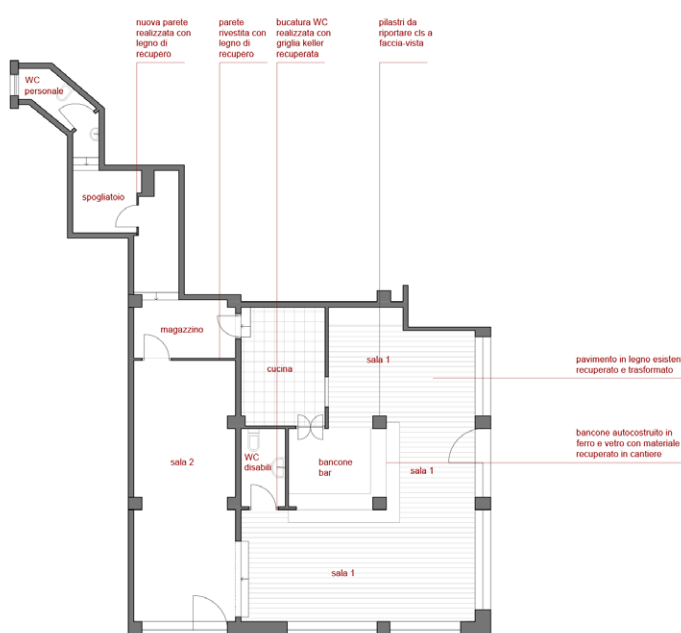 nuova parete
realizzata con
legno di
recupero
parete
rivestita con
legno di
recupero
bucatura WC
realizzata con
griglia keller
recuperata
pilastri da
riportare cls a
faccia-vista
WC
personale
spogliatoio
magazzino
cucina
sala 1
pavimento in legno esisten
recuperato e trasformato
bancone autocostruito in
ferro e vetro con materiale
recuperato in cantiere
sala 2
WC
disabili
bancone
bar
sala 1
sala 1